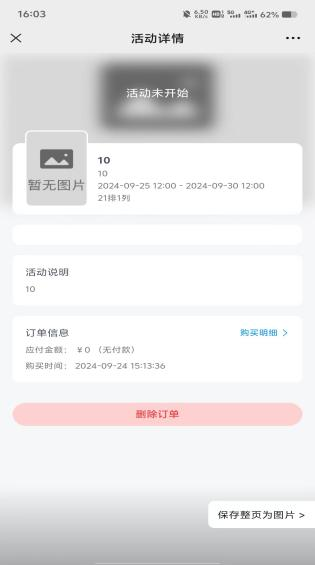 16:03
6.50 KB/s 5G 4G 62%
活动详情
活动未开始
暂无图片
10
10
2024-09-25 12:00 - 2024-09-30 12:00
21排1列
活动说明
10
订单信息
购买明细 >
应付金额： ￥0 （无付款）
购买时间： 2024-09-24 15:13:36
删除订单
保存整页为图片 >